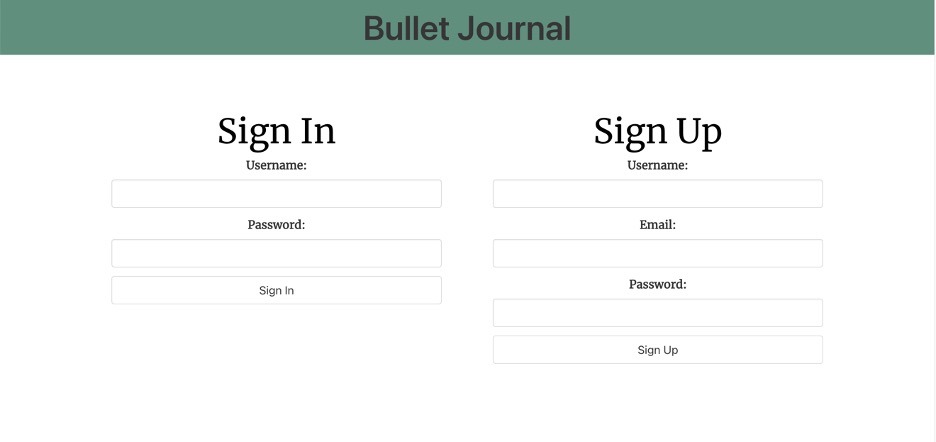 Bullet Journal
Sign In
Username:
Password:
Sign In
Sign Up
Username:
Email:
Password:
Sign Up